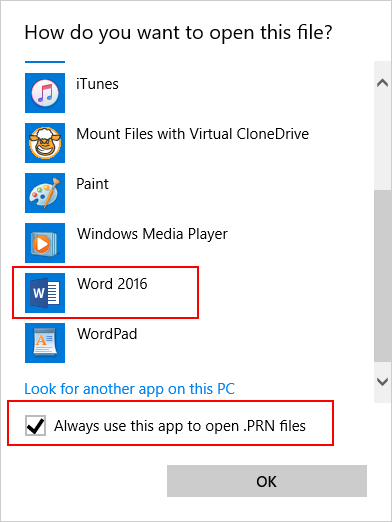 How do you want to open this file?
iTunes
Mount Files with Virtual CloneDrive
Paint
Windows Media Player
W
Word 2016
A
WordPad
Look for another app on this PC
Always use this app to open .PRN files
OK